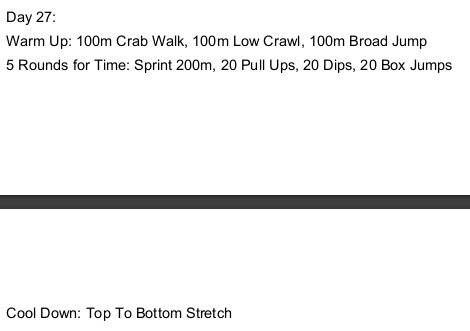 Day 27:
Warm Up: 100m Crab Walk, 100m Low Crawl, 100m Broad Jump
5 Rounds for Time: Sprint 200m, 20 Pull Ups, 20 Dips, 20 Box Jumps
Cool Down: Top To Bottom Stretch